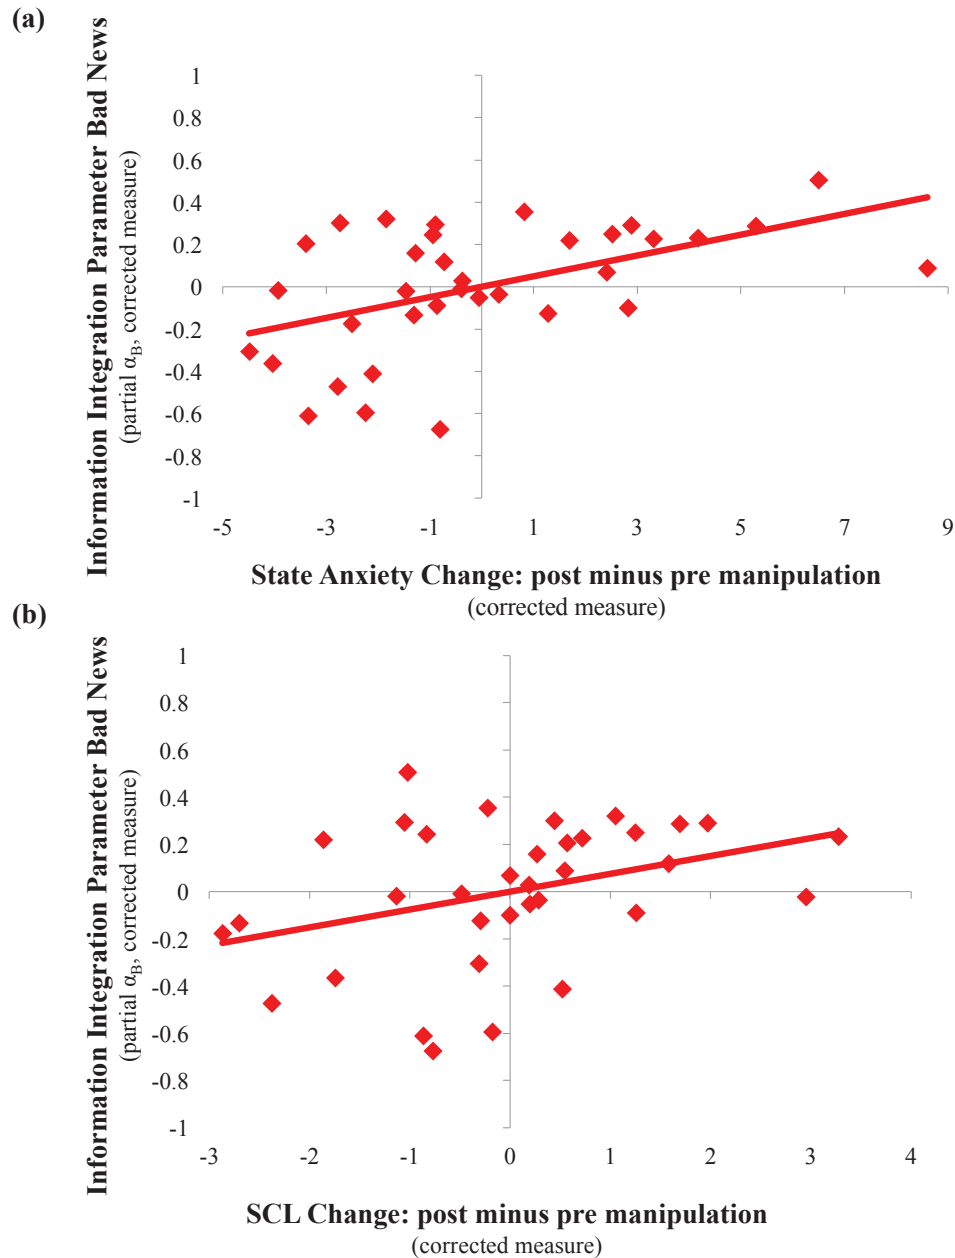 (a)
Information Integration Parameter Bad News
(partial αB, corrected measure)
1
0.8
0.6
0.4
0.2
0
-0.2
-0.4
-0.6
-0.8
-1
-5 -3 -1 1 3 5 7 9
State Anxiety Change: post minus pre manipulation
(corrected measure)
(b)
Information Integration Parameter Bad News
(partial αB, corrected measure)
1
0.8
0.6
0.4
0.2
0
-0.2
-0.4
-0.6
-0.8
-1
-3 -2 -1 0 1 2 3 4
SCL Change: post minus pre manipulation
(corrected measure)